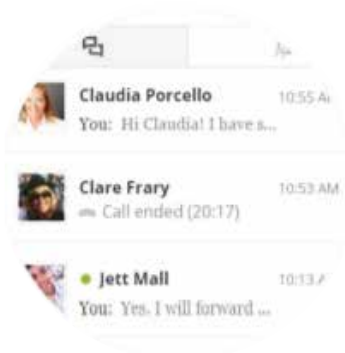 Claudia Porcello 10:55 A
You: Hi Claudia! I have s...
Clare Frary 10:53 AM
Call ended (20:17)
Jett Mall 10:13 A
You: Yes, I will forward ...